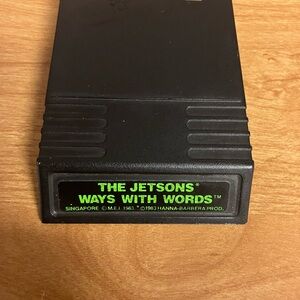 THE JETSONS®
WAYS WITH WORDS™
SINGAPORE ©M.E.I. 1983 ©1983 HANNA-BARBERA PROD.